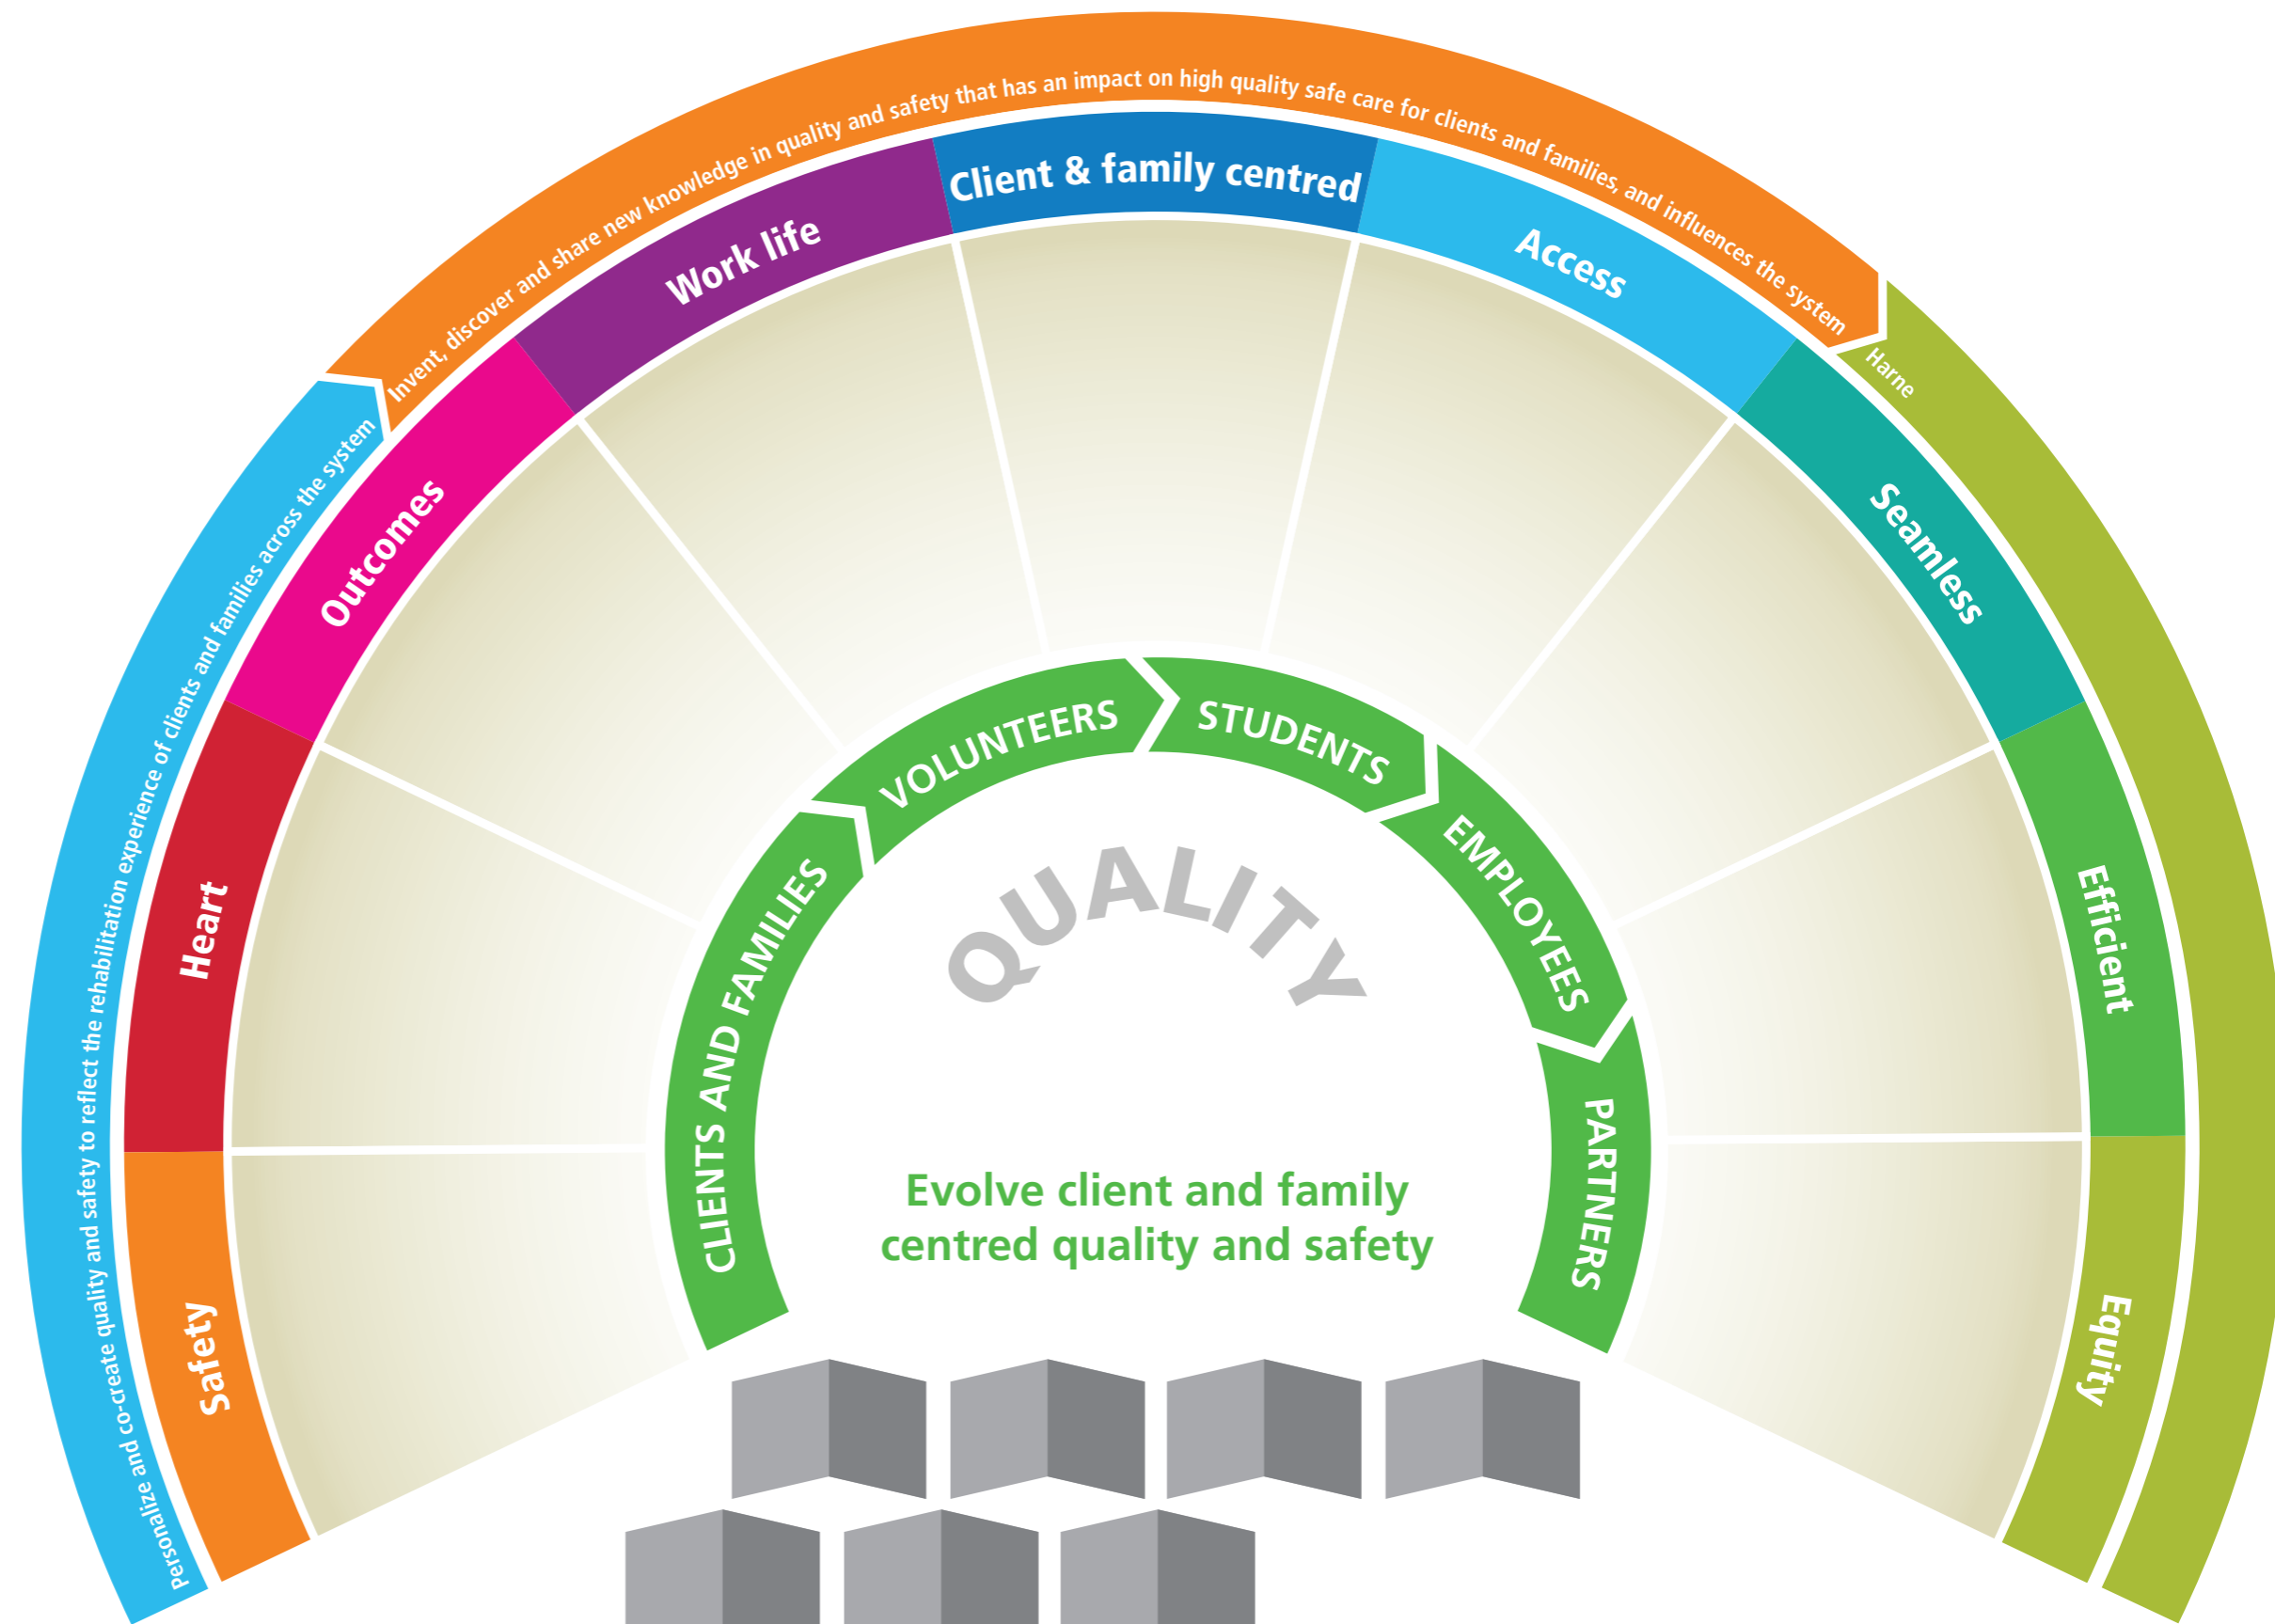 Personalize and co-create quality and safety to reflect the rehabilitation experience of clients and families across the system
Invent, discover and share new knowledge in quality and safety that has an impact on high quality safe care for clients and families, and influences the system
Harne
Safety
Heart
Outcomes
Work life
Client & family centred
Access
Seamless
Efficient
Equity
CLIENTS AND FAMILIES
VOLUNTEERS
STUDENTS
EMPLOYEES
PARTNERS
QUALITY
Evolve client and family
centred quality and safety